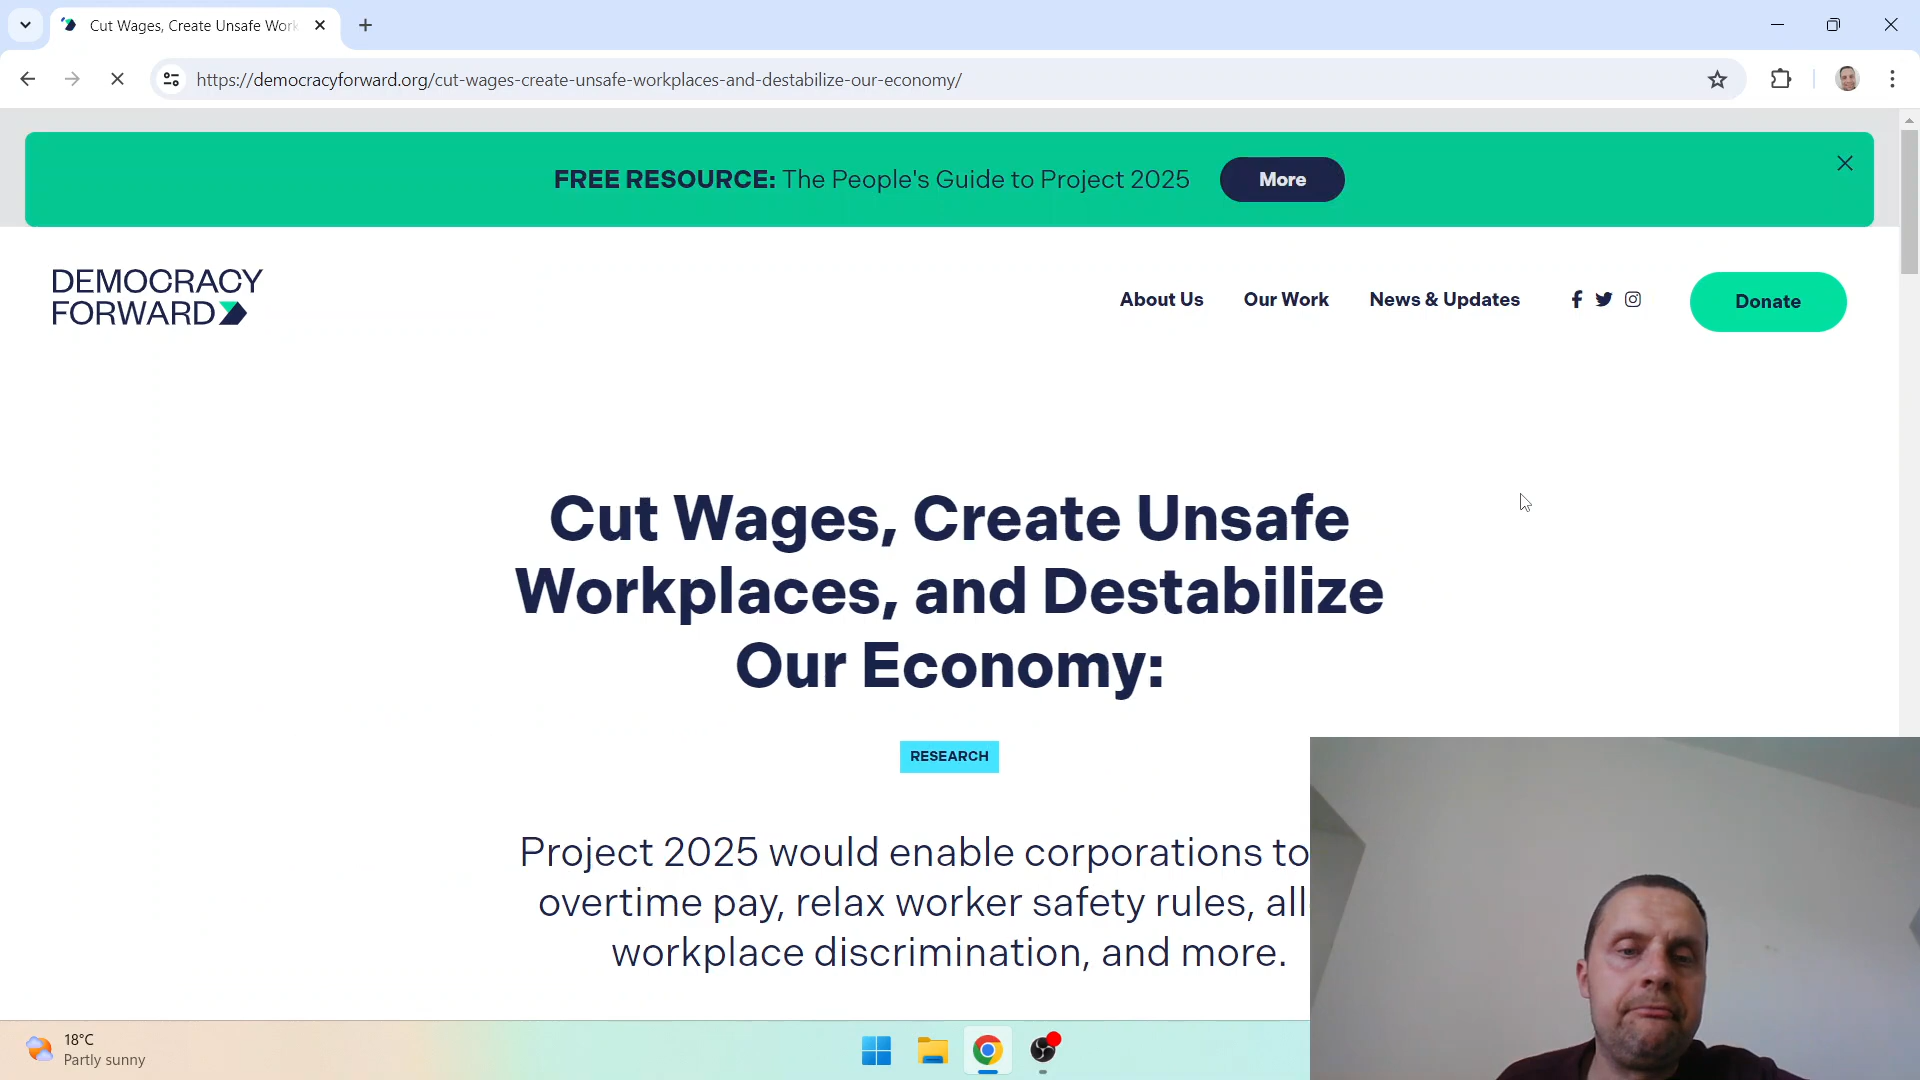 Cut Wages, Create Unsafe Work
https://democracyforward.org/cut-wages-create-unsafe-workplaces-and-destabilize-our-economy/
FREE RESOURCE: The People's Guide to Project 2025 More
DEMOCRACY
FORWARD
About Us Our Work News & Updates Donate
Cut Wages, Create Unsafe
Workplaces, and Destabilize
Our Economy:
RESEARCH
Project 2025 would enable corporations to
overtime pay, relax worker safety rules,
workplace discrimination, and more.
18°C
Partly sunny